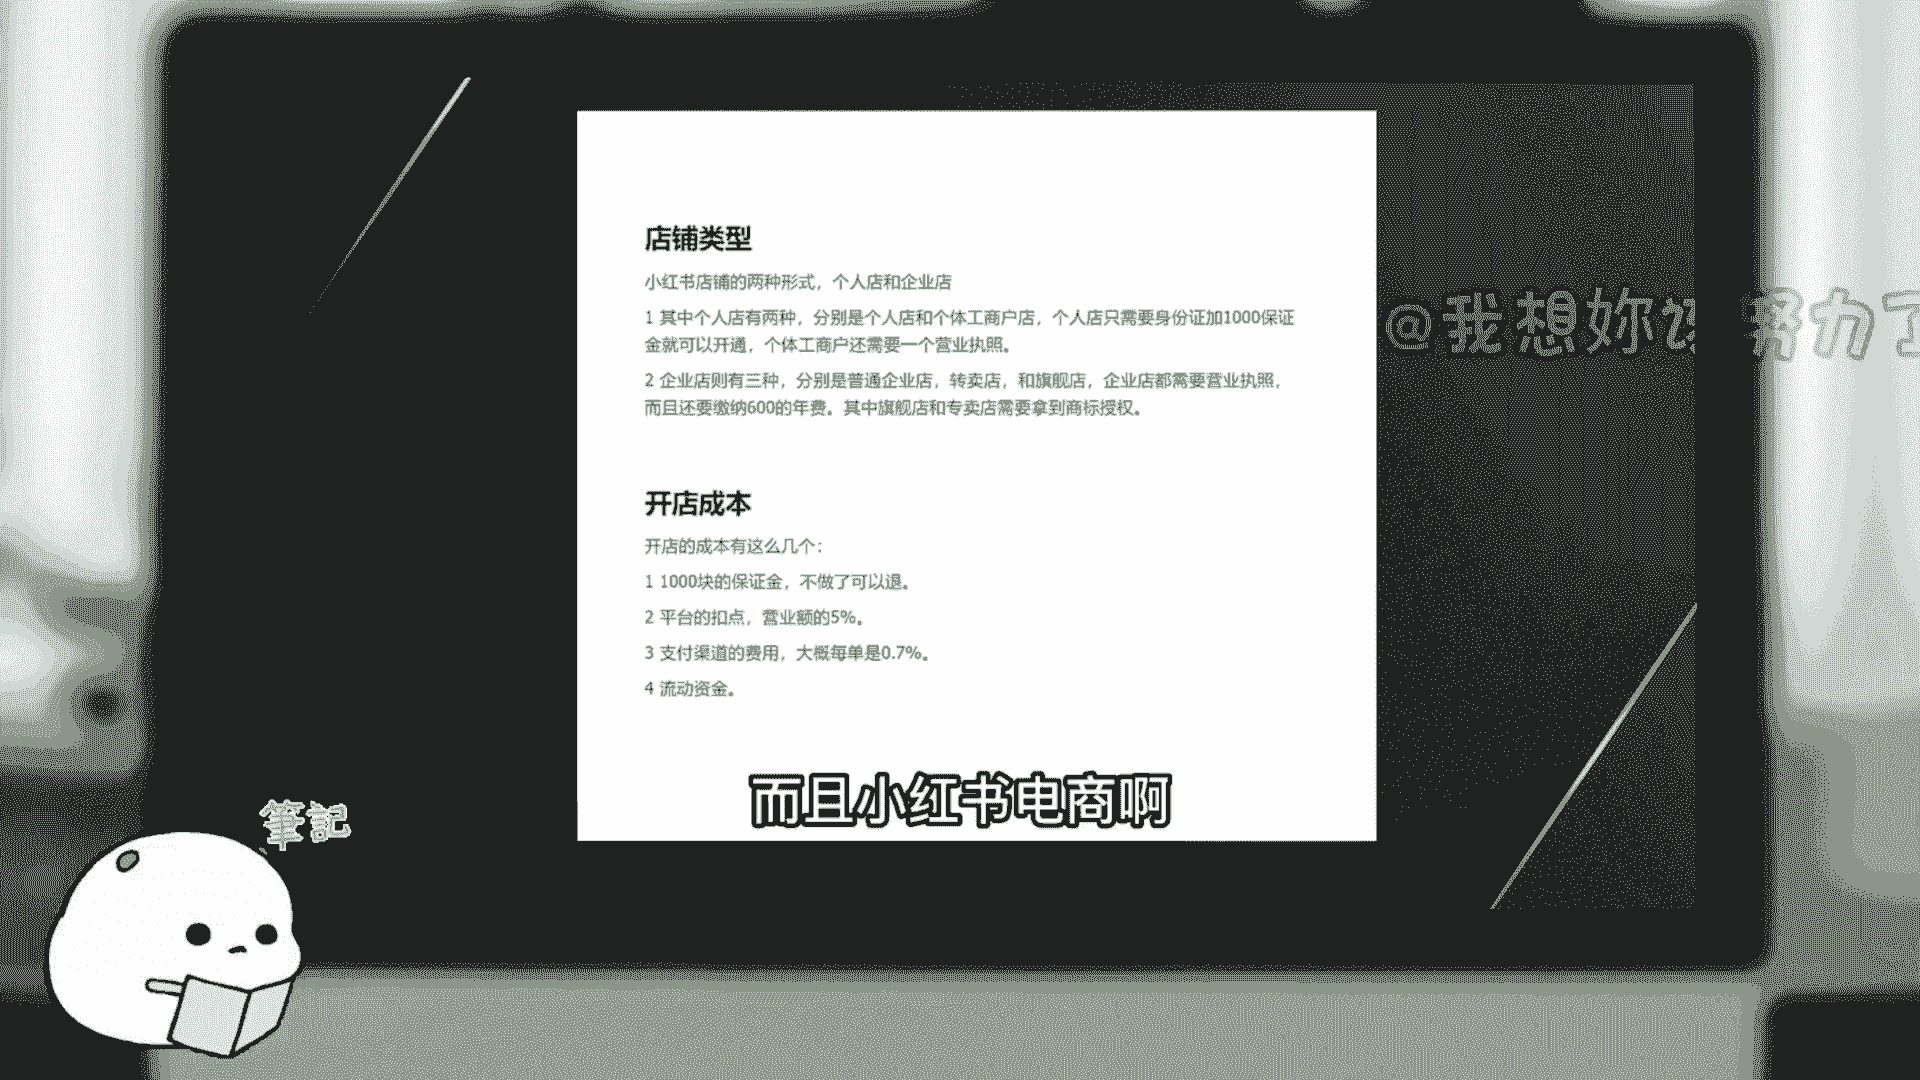 店铺类型
小红书店铺的两种形式，个人店和企业店
1 其中个人店有两种，分别是个人店和个体工商户店，个人店只需要身份证加1000保证
金就可以开通，个体工商户还需要一个营业执照。
2 企业店则有三种，分别是普通企业店，转卖店，和旗舰店，企业店都需要营业执照，
而且还要缴纳600的年费。其中旗舰店和专卖店需要拿到商标授权。
@我想妳该努力了
开店成本
开店的成本有这么几个：
1 1000块的保证金，不做了可以退。
2 平台的扣点，营业额的5%。
3 支付渠道的费用，大概每单是0.7%。
4 流动资金。
而且小红书电商啊
筆記